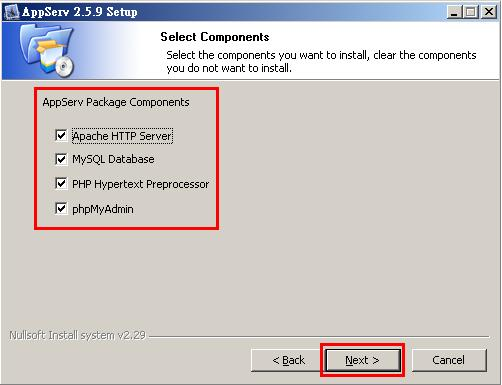 AppServ 2.5.9 Setup
Select Components
Select the components you want to install, clear the components
you do not want to install.
AppServ Package Components
Apache HTTP Server
MySQL Database
PHP Hypertext Preprocessor
phpMyAdmin
Nullsoft Install system v2.29
< Back
Next >
Cancel